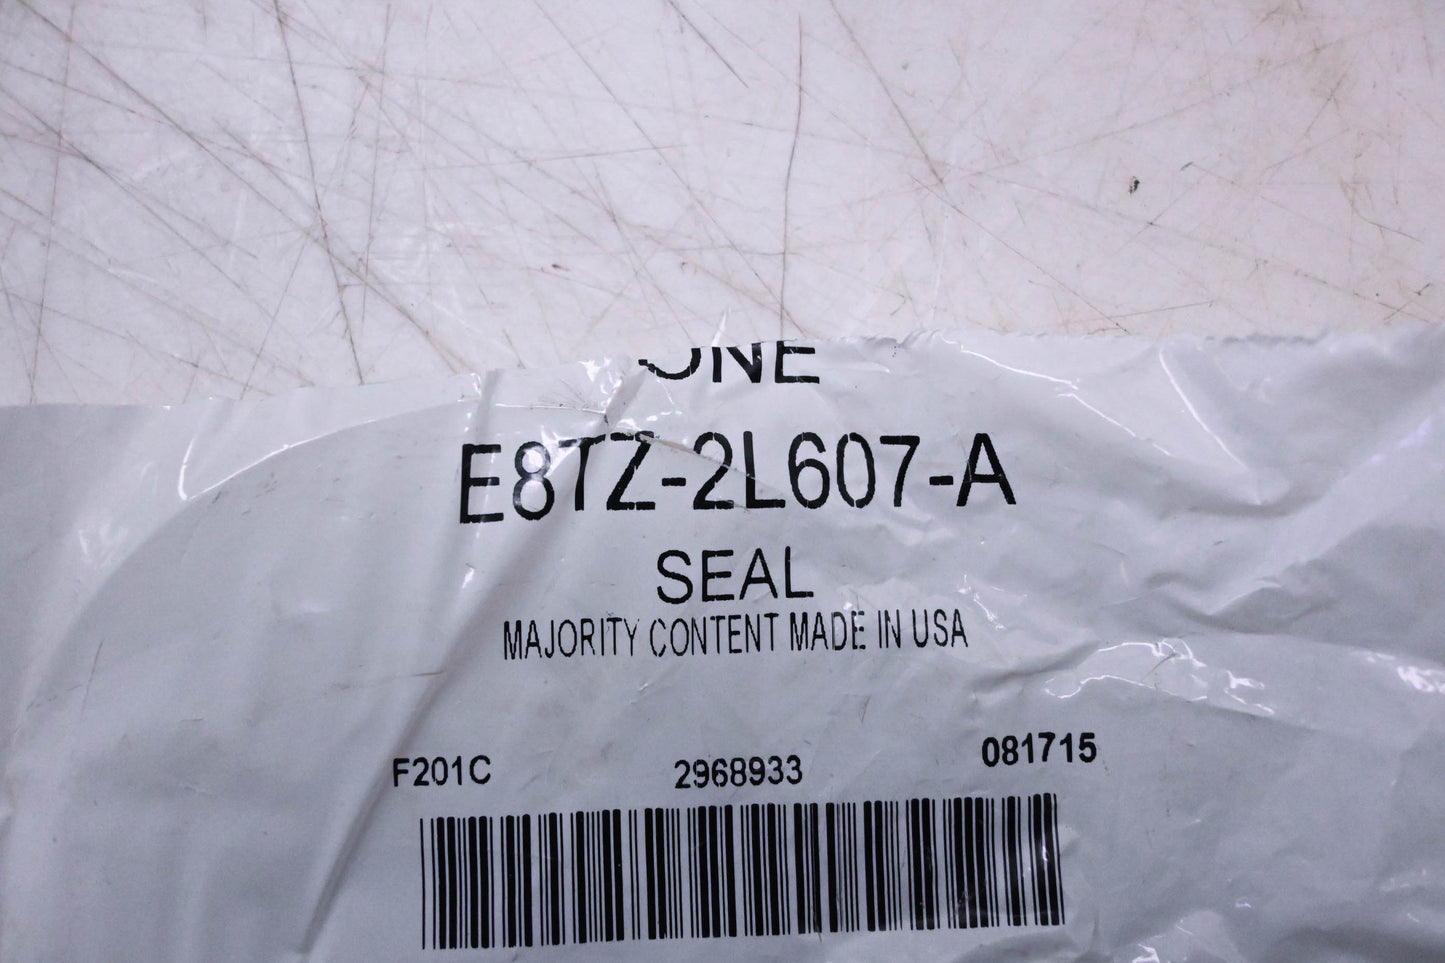 ONE
E8TZ-2L607-A
SEAL
MAJORITY CONTENT MADE IN USA
F201C 2968933 081715